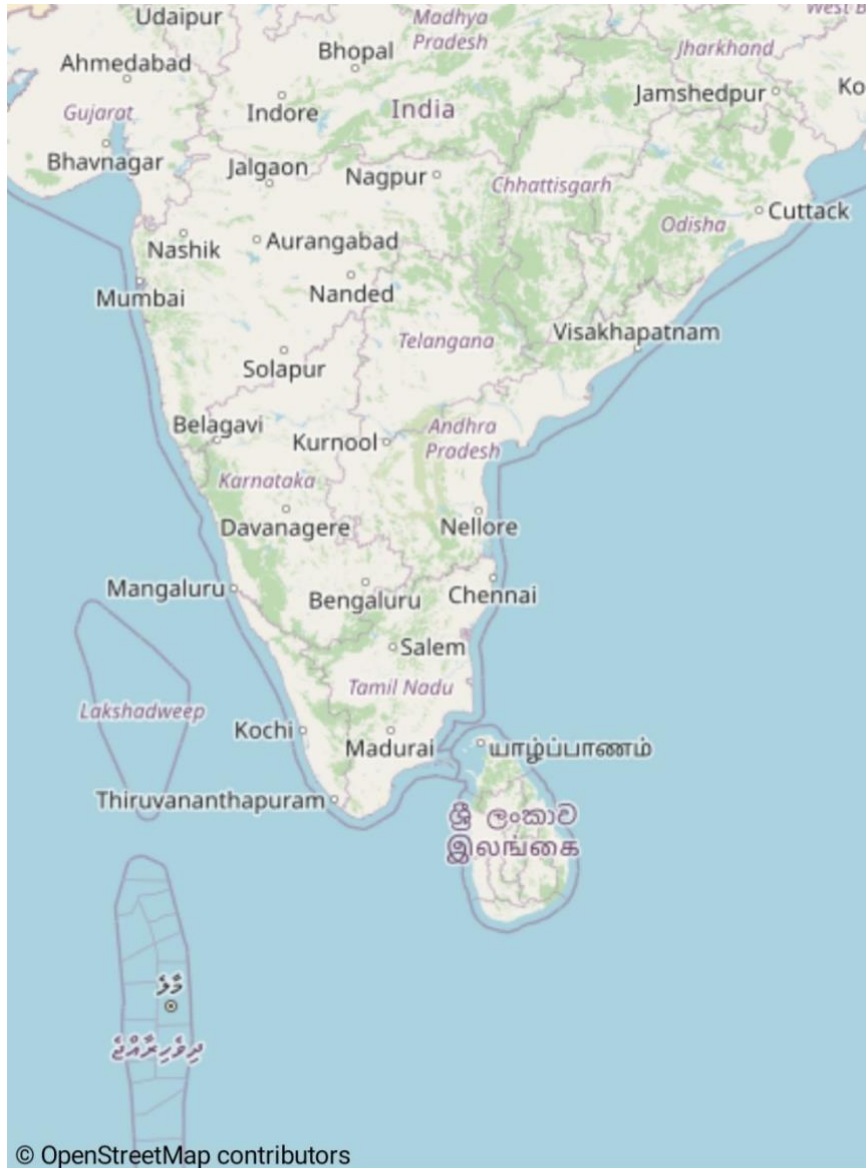 Udaipur
Madhya
Pradesh
West B
Ahmedabad
Bhopal
Jharkhand
Gujarat
Indore
India
Jamshedpur
Ko
Bhavnagar
Jalgaon
Nagpur
Chhattisgarh
Cuttack
Odisha
Nashik
Aurangabad
Mumbai
Nanded
Telangana
Visakhapatnam
Solapur
Belagavi
Kurnool
Andhra
Pradesh
Karnataka
Davanagere
Nellore
Mangaluru
Bengaluru
Chennai
Salem
Tamil Nadu
Lakshadweep
Kochi
Madurai
யாழ்ப்பாணம்
Thiruvananthapuram
ශ්‍රී ලංකාව
இலங்கை
މާލެ
ދިވެހިރާއްޖެ
© OpenStreetMap contributors